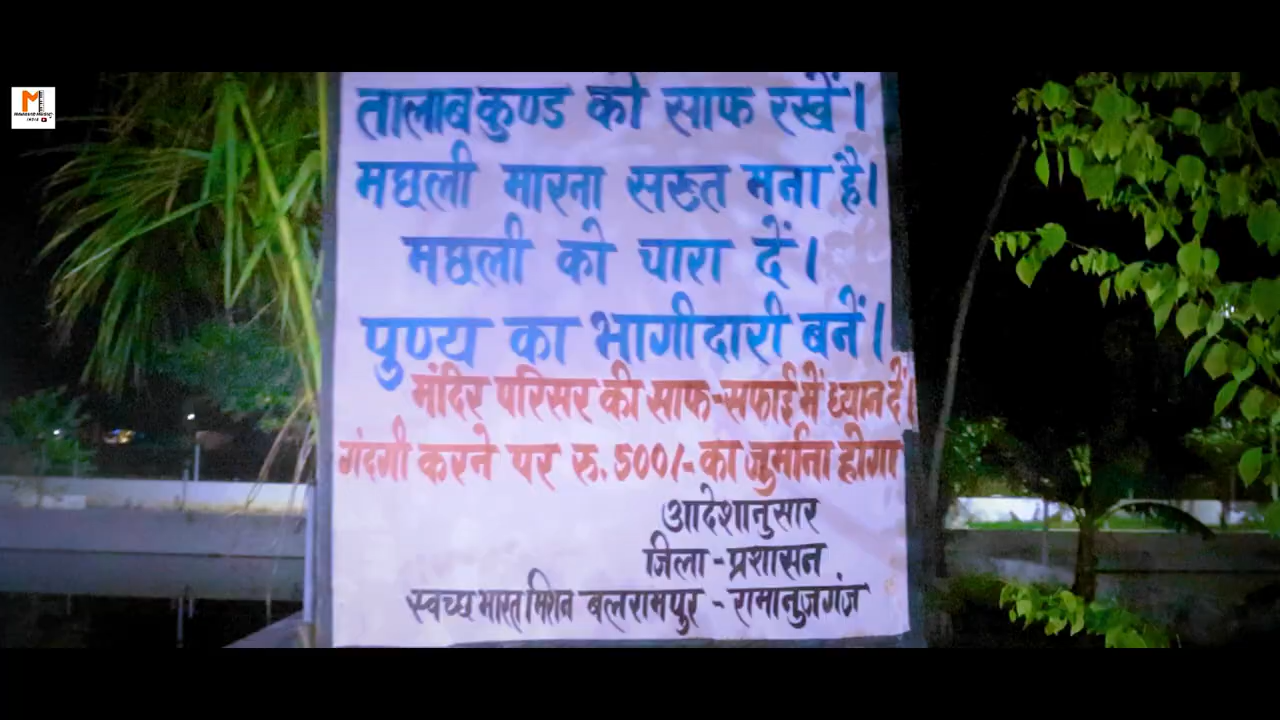 तालाबकुण्ड को साफ रखें।
मछली मारना सख्त मना है।
मछली को चारा दें।
पुण्य का भागीदारी बनें।
मंदिर परिसर की साफ-सफाई में ध्यान दें।
गंदगी करने पर रु. 500/- का जुर्माना होगा
आदेशानुसार
जिला - प्रशासन
स्वच्छ भारत मिशन बलरामपुर - रामानुजगंज